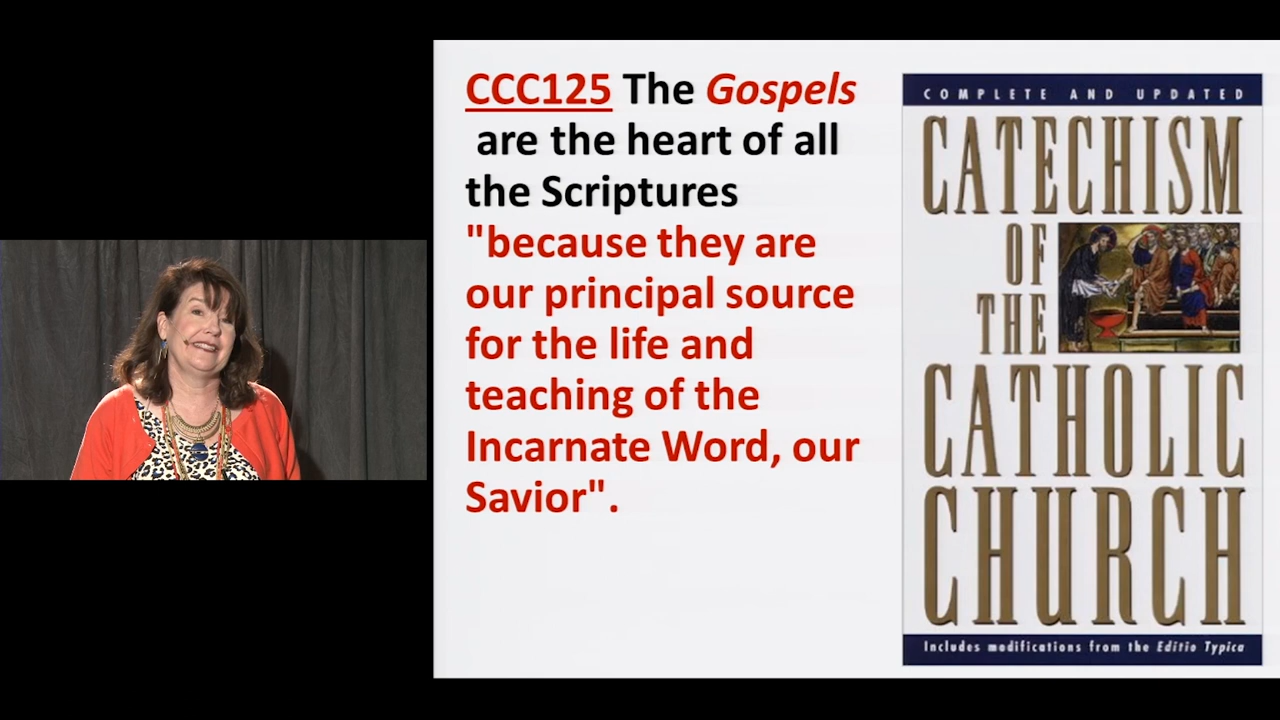 CCC125 The Gospels
are the heart of all
the Scriptures
"because they are
our principal source
for the life and
teaching of the
Incarnate Word, our
Savior".
COMPLETE AND UPDATED
CATECHISM
OF
THE
CATHOLIC
CHURCH
Includes modifications from the Editio Typica